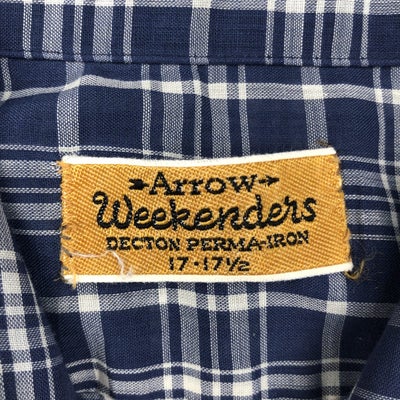 Arrow
Weekenders
DECTON PERMA-IRON
17 · 17½